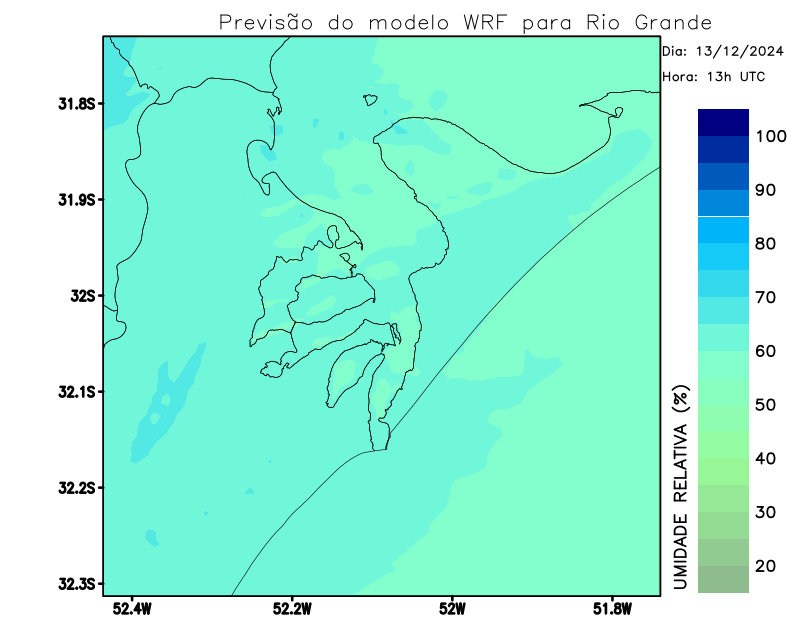 Previsão do modelo WRF para Rio Grande
Dia: 13/12/2024
Hora: 13h UTC
31.8S
31.9S
32S
32.1S
32.2S
32.3S
52.4W
52.2W
52W
51.8W
100
90
80
70
60
50
40
30
20
UMIDADE RELATIVA (%)